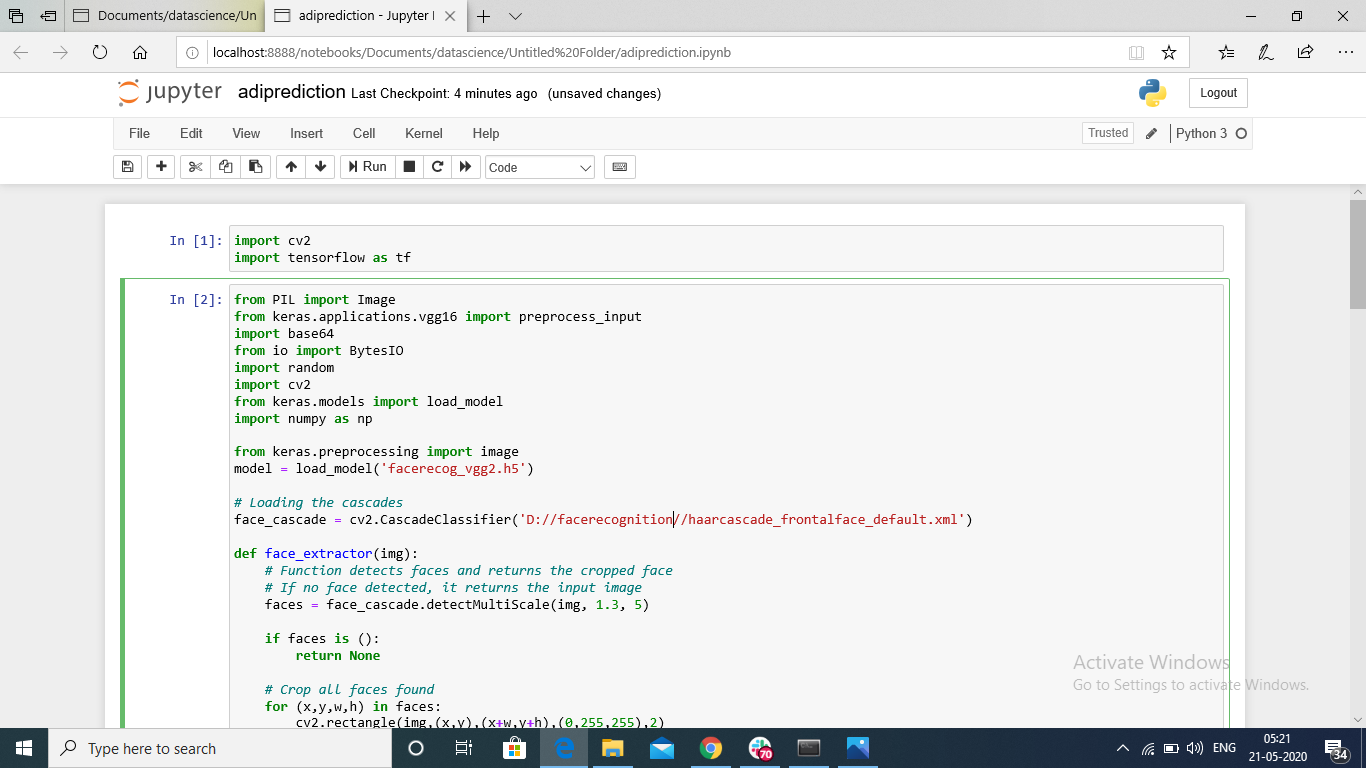 Documents/datascience/Un
adiprediction - Jupyter
localhost:8888/notebooks/Documents/datascience/Untitled%20Folder/adiprediction.ipynb
jupyter adiprediction Last Checkpoint: 4 minutes ago (unsaved changes)
Logout
File Edit View Insert Cell Kernel Help
Trusted
Python 3
Run
Code
In [1]: import cv2
import tensorflow as tf
In [2]: from PIL import Image
from keras.applications.vgg16 import preprocess_input
import base64
from io import BytesIO
import random
import cv2
from keras.models import load_model
import numpy as np
from keras.preprocessing import image
model = load_model('facerecog_vgg2.h5')
# Loading the cascades
face_cascade = cv2.CascadeClassifier('D://facerecognition//haarcascade_frontalface_default.xml')
def face_extractor(img):
# Function detects faces and returns the cropped face
# If no face detected, it returns the input image
faces = face_cascade.detectMultiScale(img, 1.3, 5)
if faces is ():
return None
# Crop all faces found
for (x,y,w,h) in faces:
cv2.rectangle(img,(x,y),(x+w,y+h),(0,255,255),2)
Activate Windows
Go to Settings to activate Windows.
Type here to search
70
ENG
05:21
21-05-2020
34